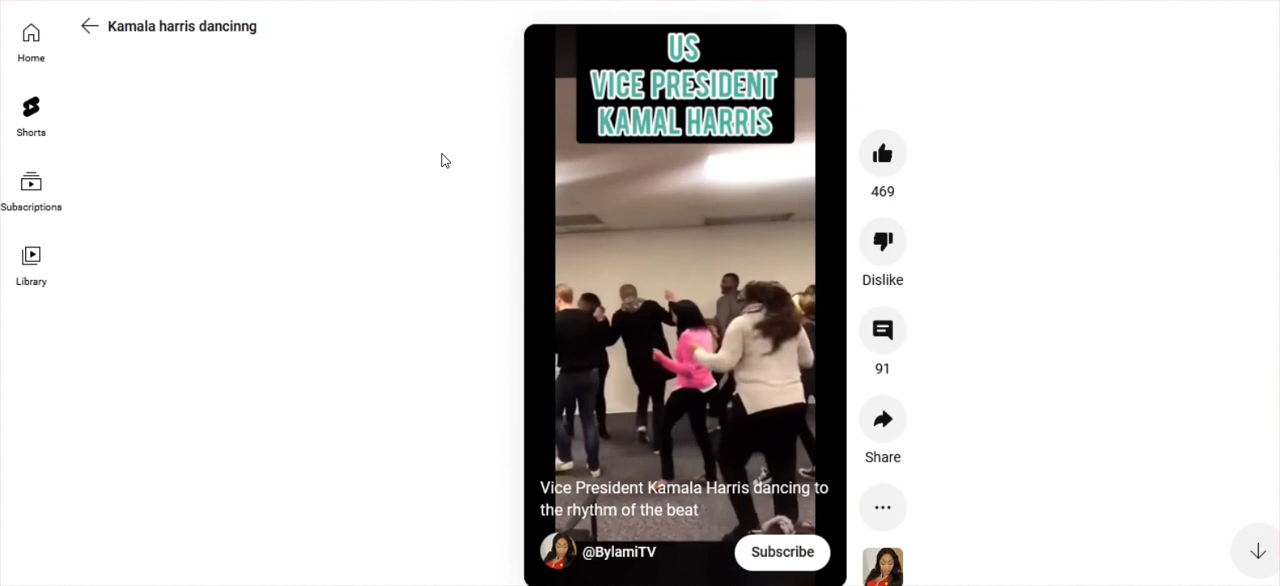 Kamala harris dancinng
Home
Shorts
Subscriptions
Library
US
VICE PRESIDENT
KAMAL HARRIS
Vice President Kamala Harris dancing to
the rhythm of the beat
@BylamiTV
Subscribe
469
Dislike
91
Share